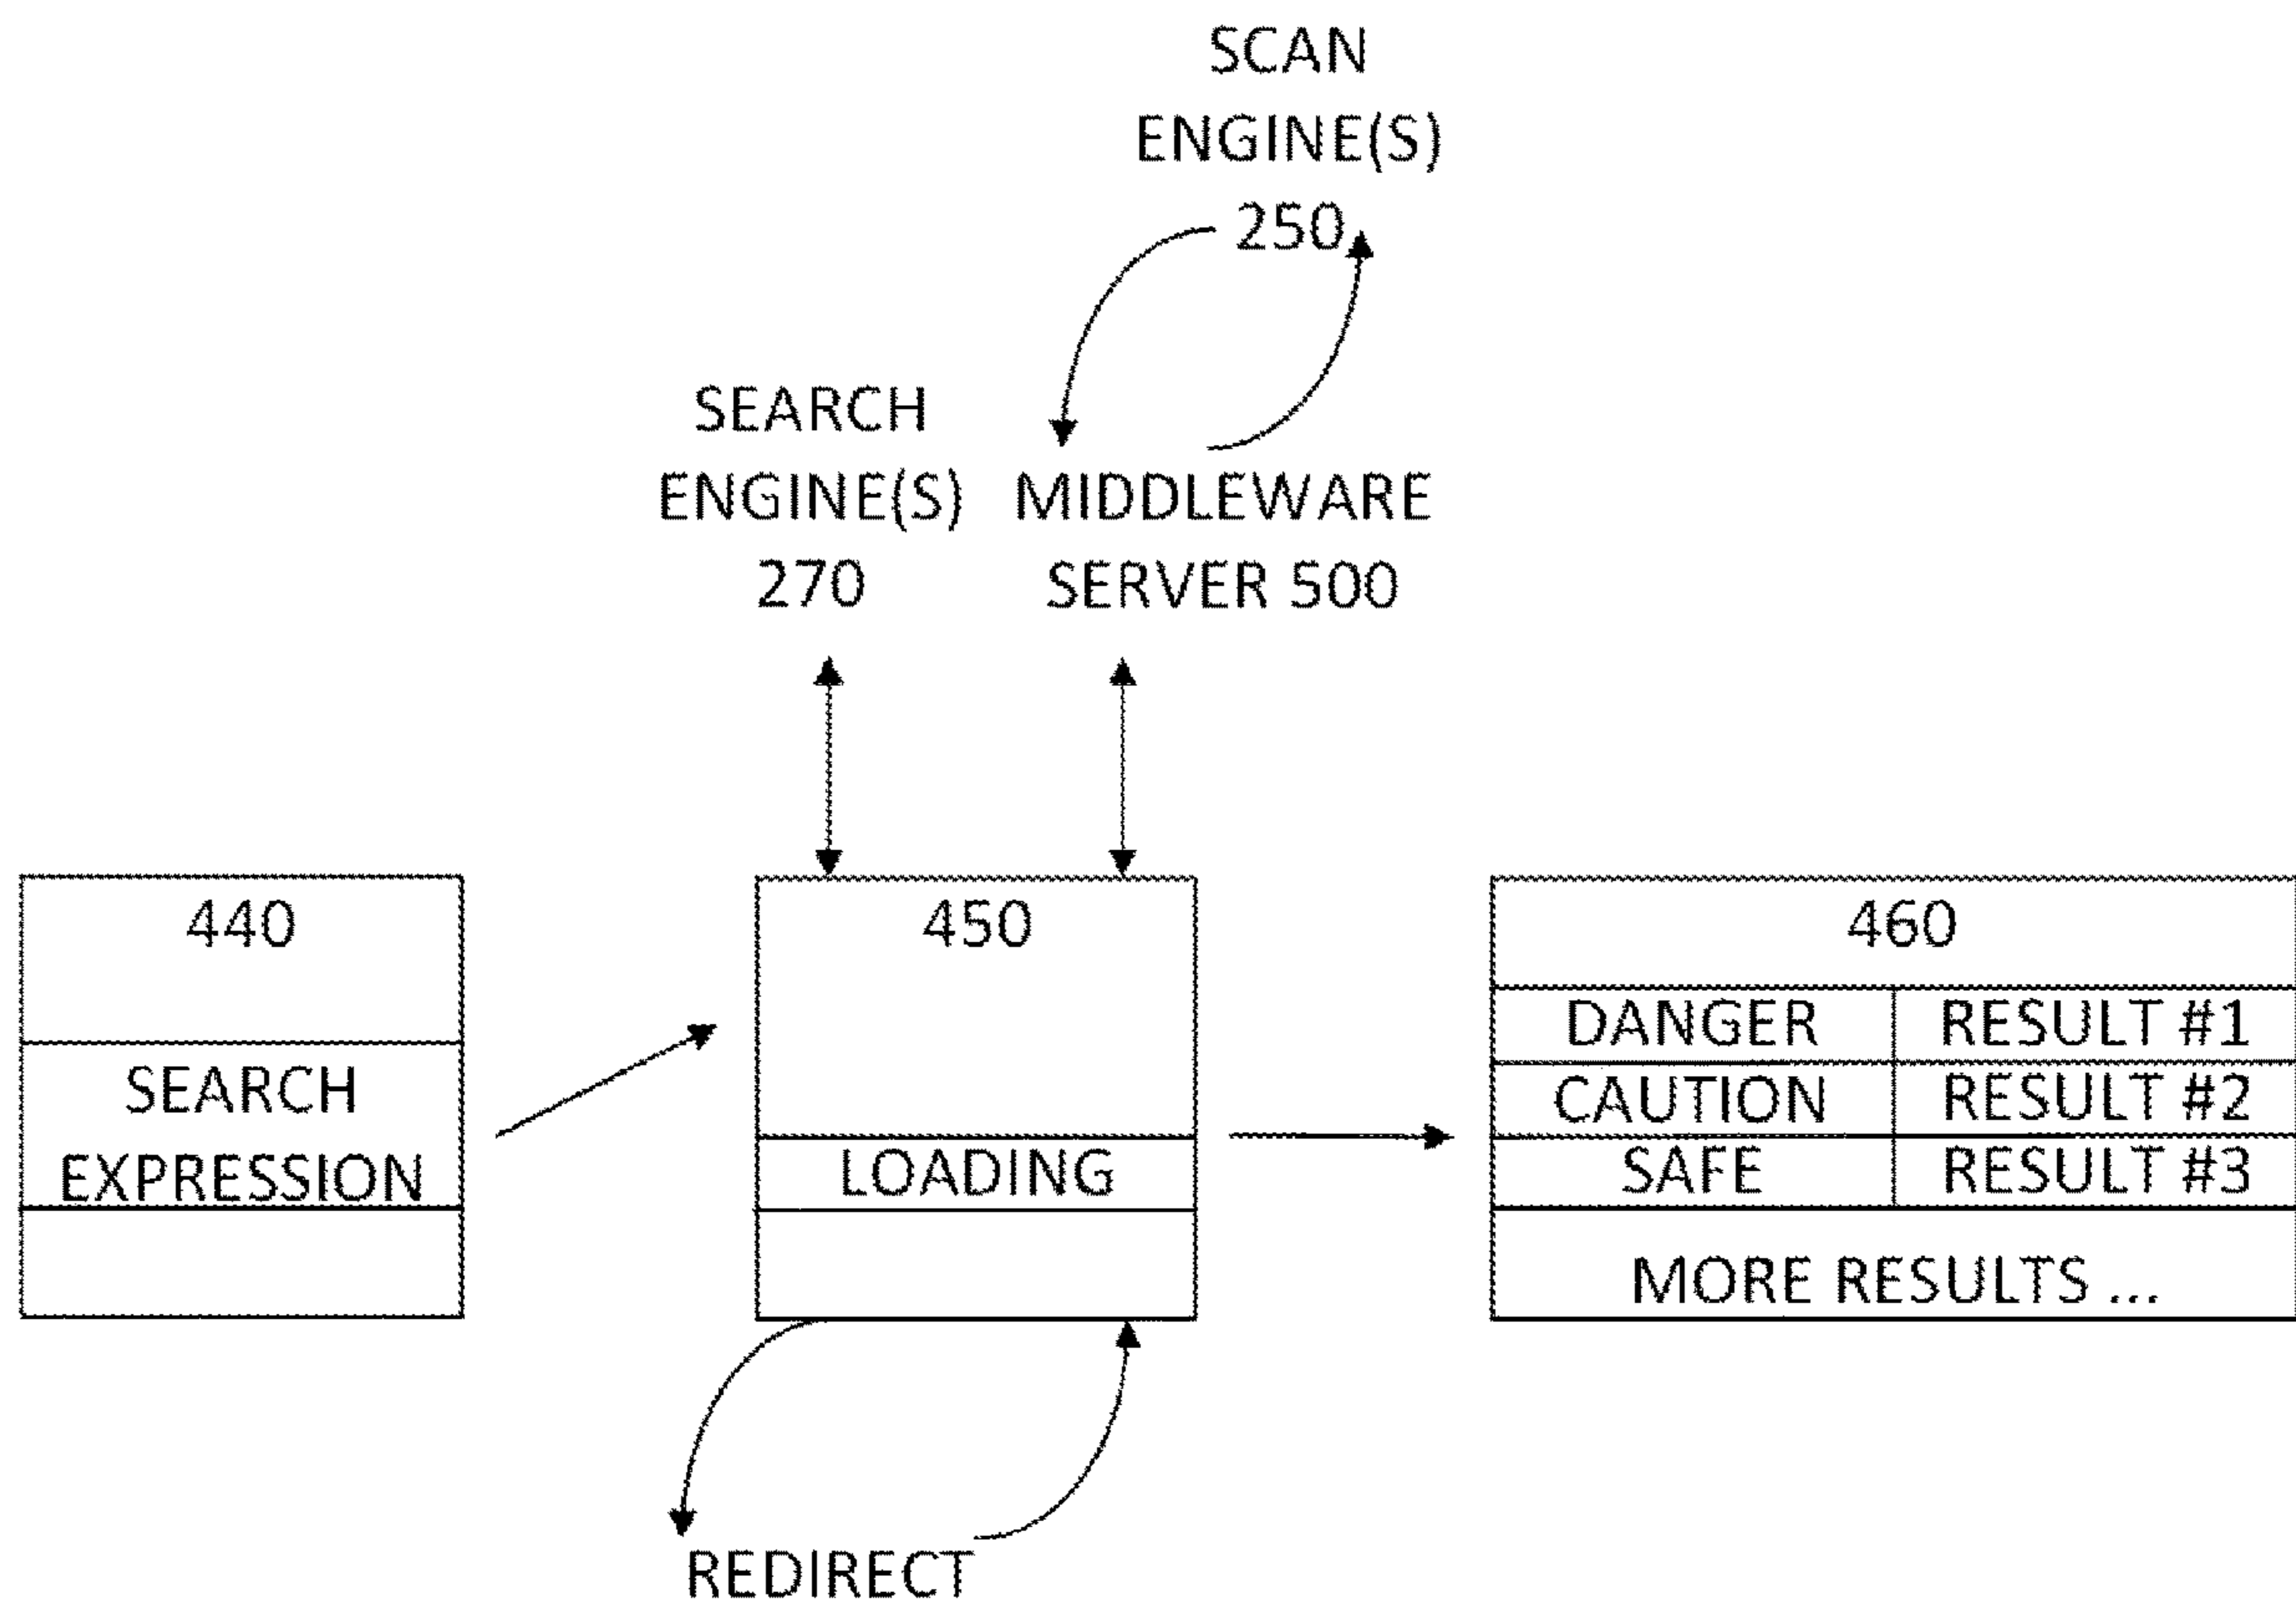 SCAN
ENGINE(S)
250
SEARCH
ENGINE(S)
270
MIDDLEWARE
SERVER 500
440
SEARCH
EXPRESSION
450
LOADING
460
DANGER RESULT #1
CAUTION RESULT #2
SAFE RESULT #3
MORE RESULTS ...
REDIRECT